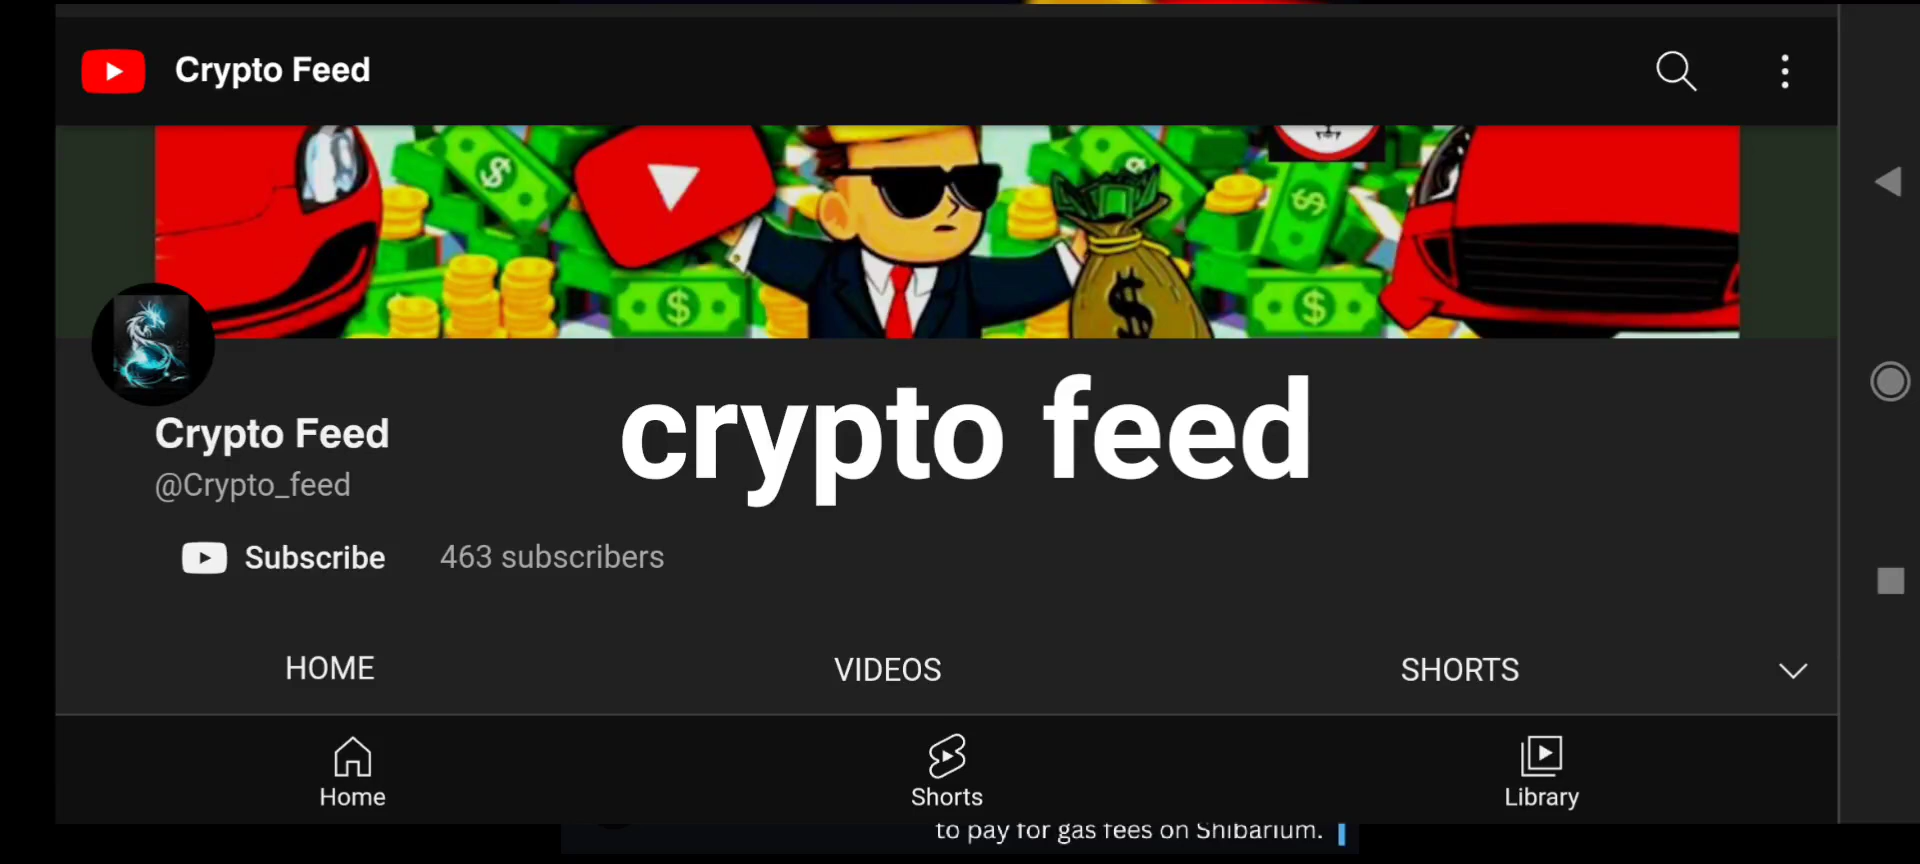 Crypto Feed
Crypto Feed
@Crypto_feed
crypto feed
Subscribe 463 subscribers
HOME VIDEOS SHORTS
Home Shorts Library
to pay for gas fees on Shibarium.